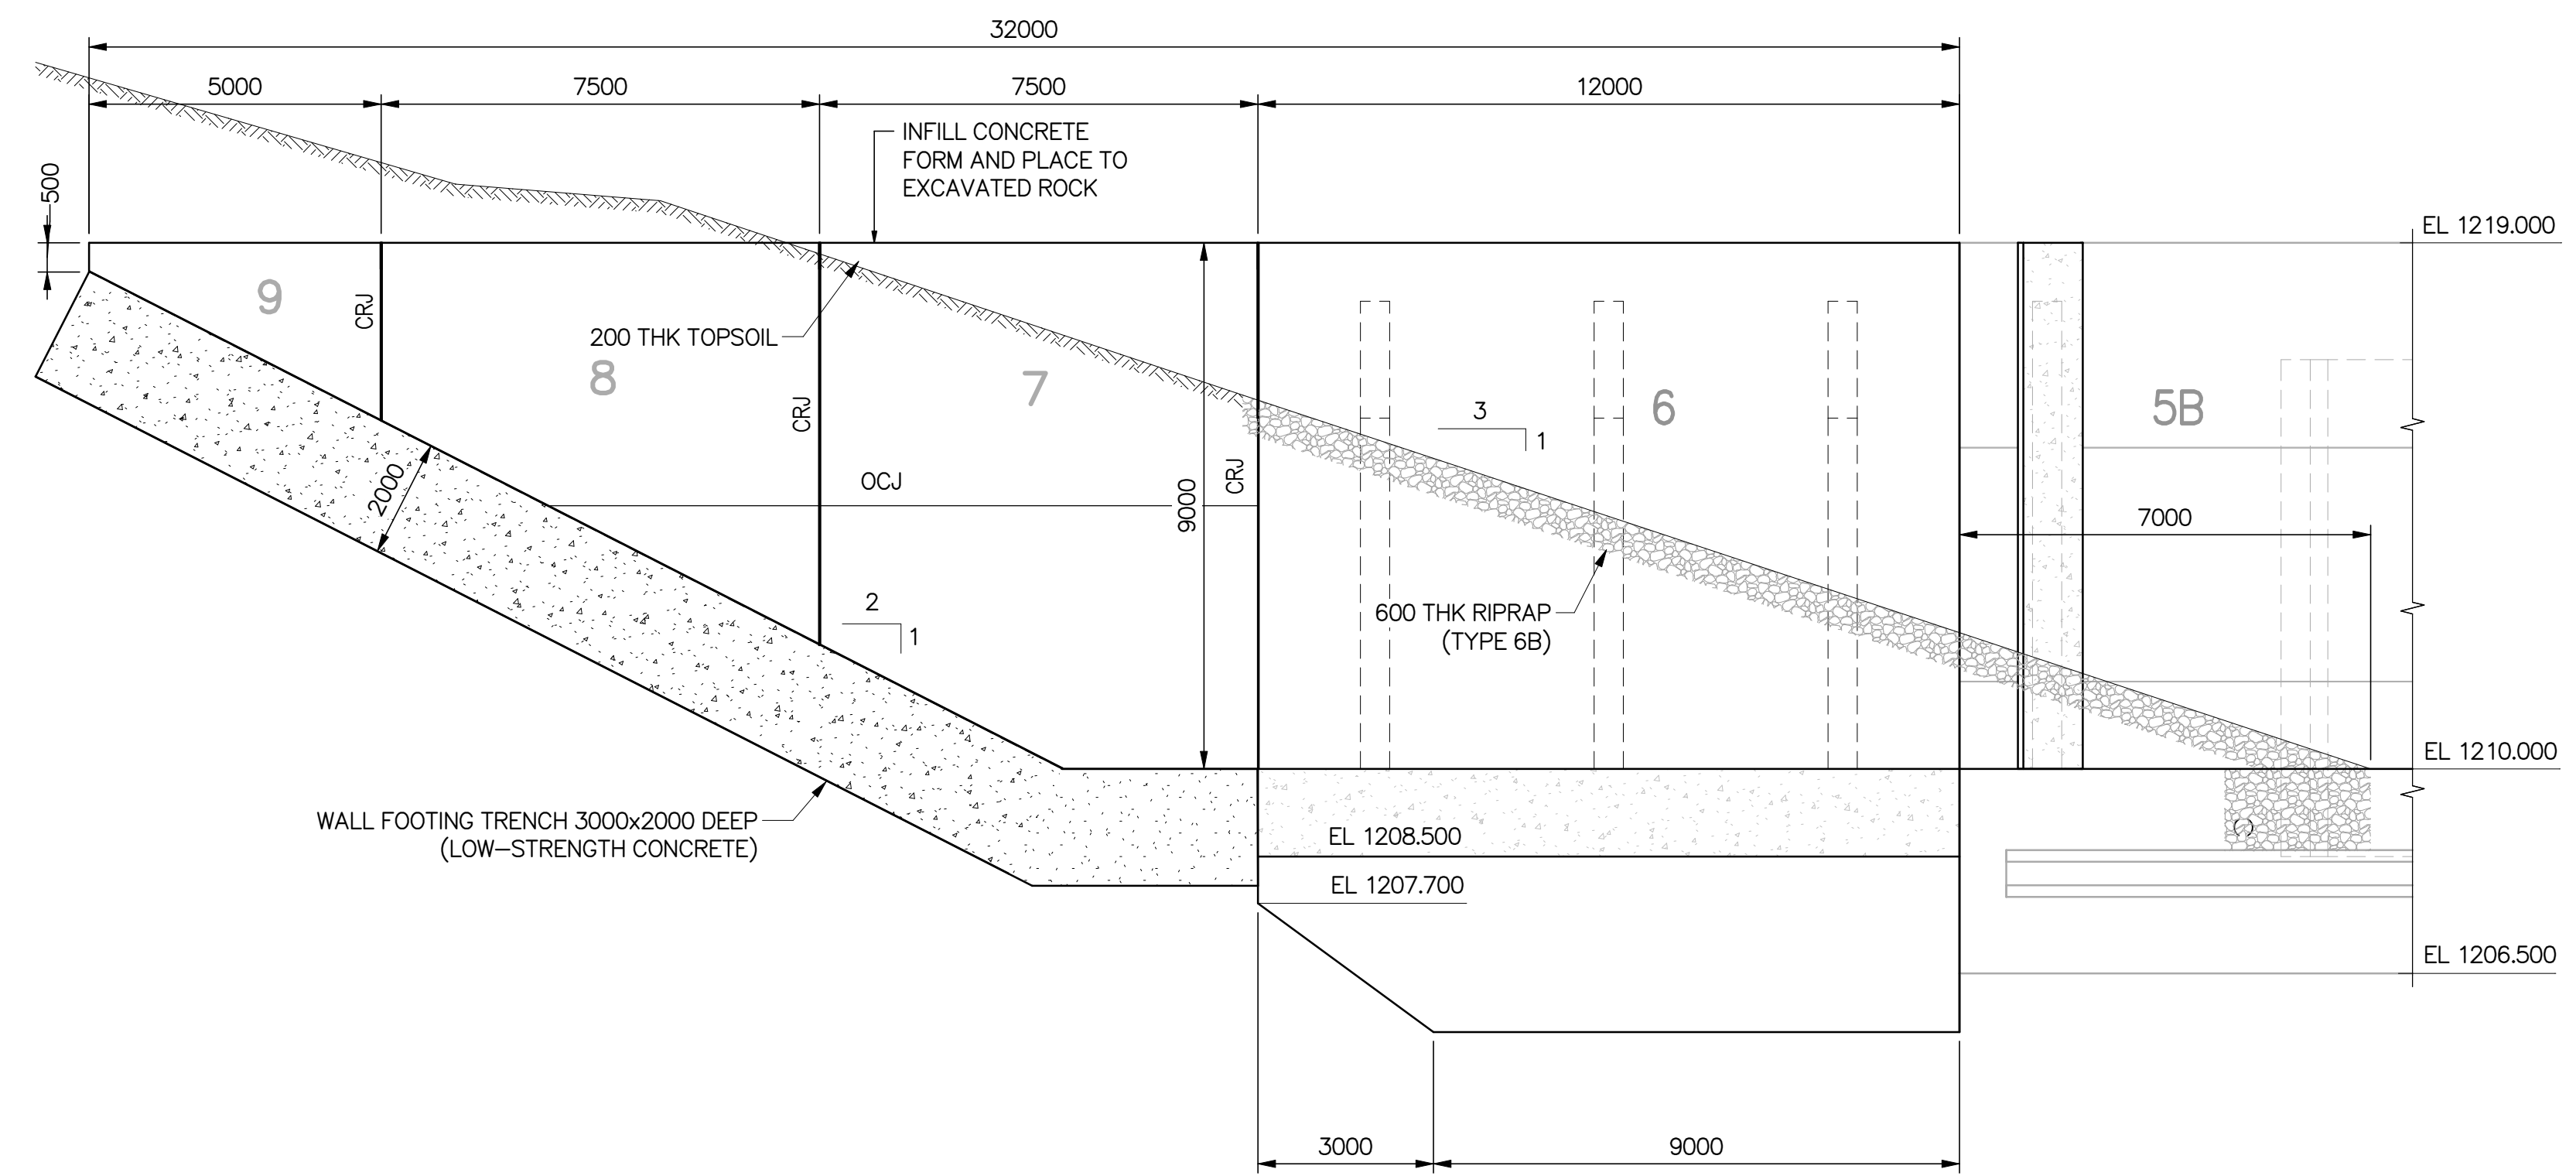 32000
5000
7500
7500
12000
INFILL CONCRETE
FORM AND PLACE TO
EXCAVATED ROCK
500
EL 1219.000
9
CRJ
200 THK TOPSOIL
8
7
CRJ
3
1
6
5B
2000
OCJ
9000
CRJ
7000
2
1
600 THK RIPRAP
(TYPE 6B)
EL 1210.000
WALL FOOTING TRENCH 3000x2000 DEEP
(LOW-STRENGTH CONCRETE)
EL 1208.500
EL 1207.700
EL 1206.500
3000
9000